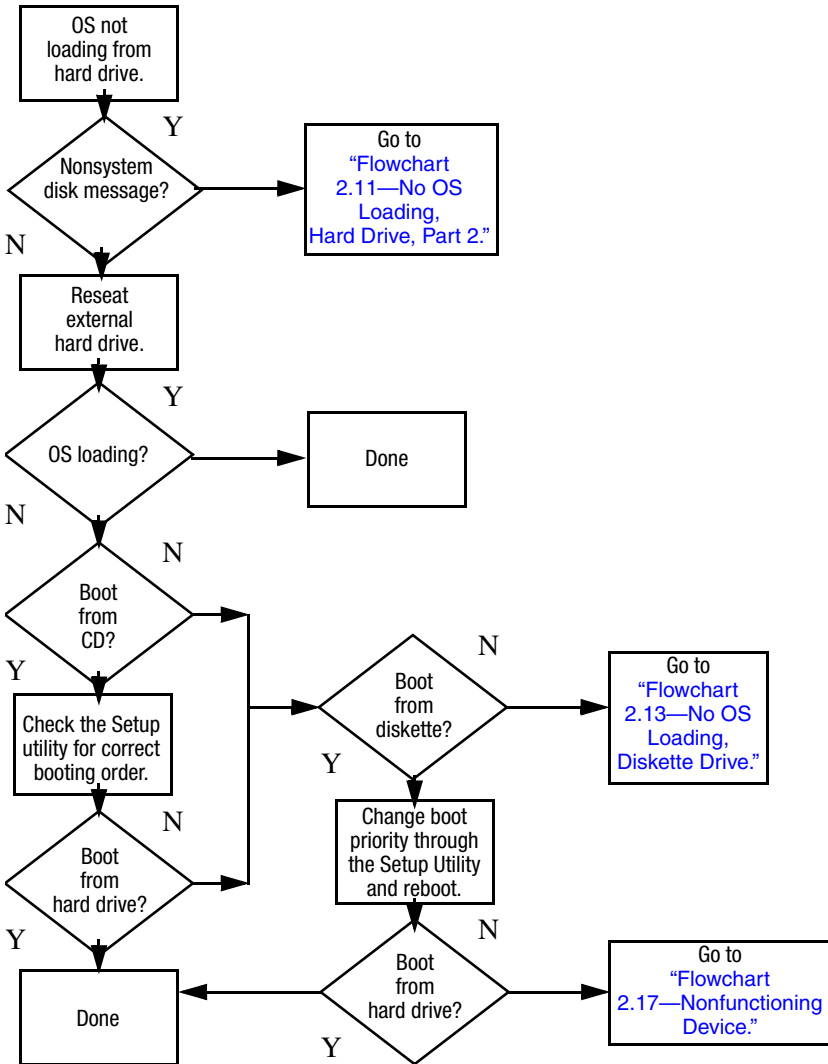 OS not
loading from
hard drive.
Y
Nonsystem
disk message?
Go to
“Flowchart
2.11—No OS
Loading,
Hard Drive, Part 2.”
N
Reseat
external
hard drive.
Y
OS loading?
Done
N
N
Boot
from
CD?
Y
Check the Setup
utility for correct
booting order.
N
Boot
from
hard drive?
Y
Done
N
Boot
from
diskette?
Go to
“Flowchart
2.13—No OS
Loading,
Diskette Drive.”
Y
Change boot
priority through
the Setup Utility
and reboot.
N
Boot
from
hard drive?
Y
Go to
“Flowchart
2.17—Nonfunctioning
Device.”